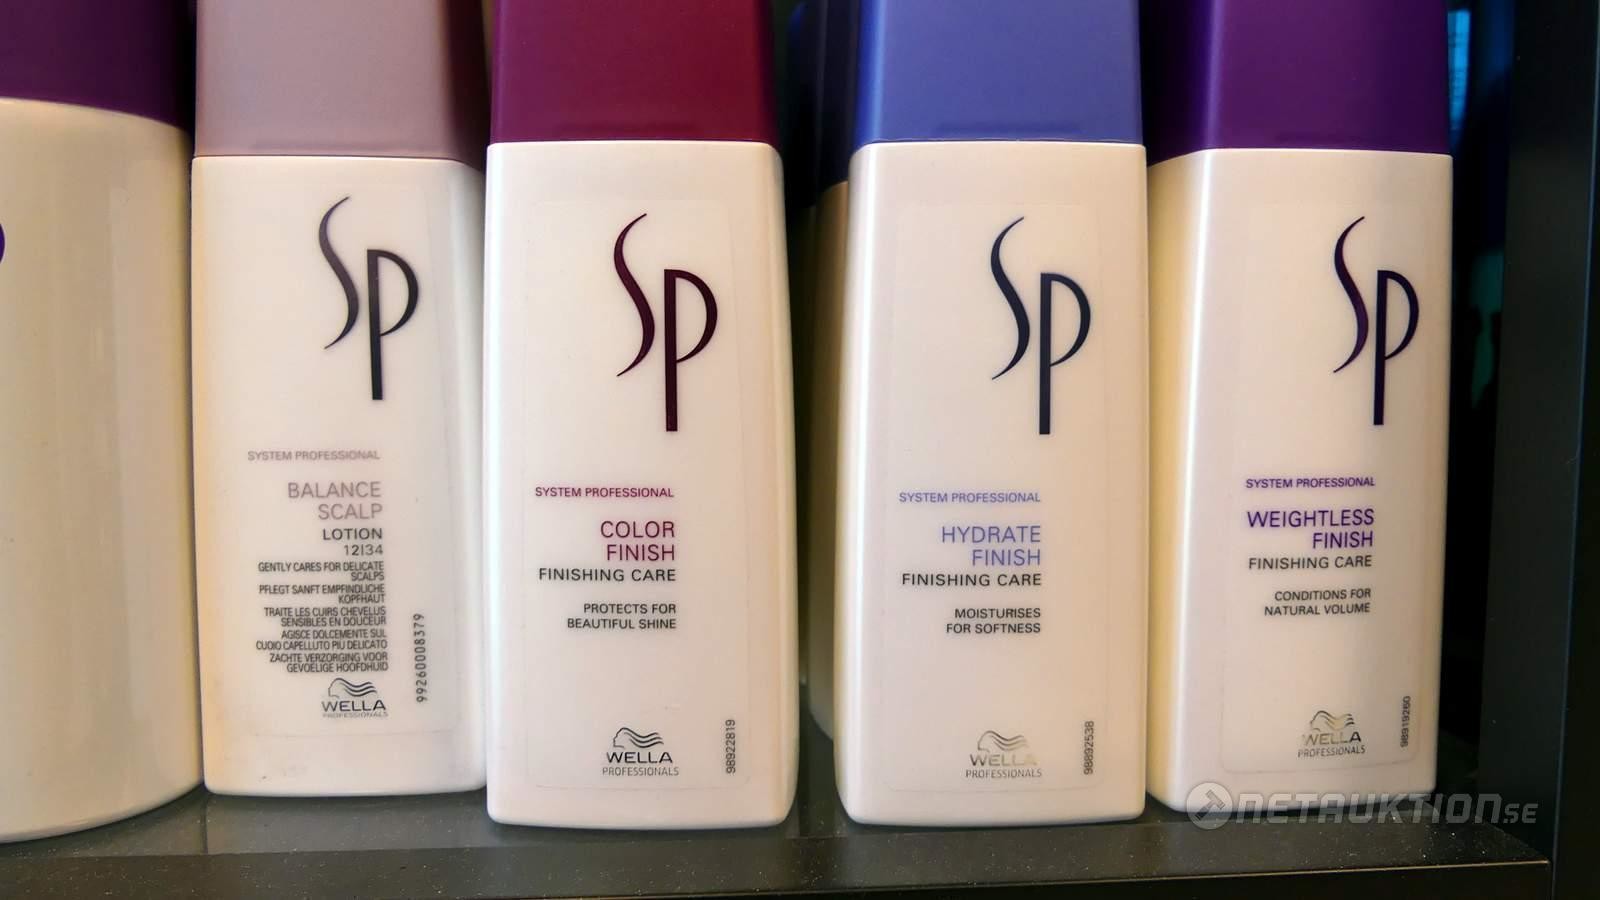 SP
SYSTEM PROFESSIONAL
BALANCE
SCALP
LOTION
12|34
GENTLY CARES FOR DELICATE
SCALPS
PFLEGT SANFT EMPFINDLICHE
KOPFHAUT
TRAITE LES CUIRS CHEVELUS
SENSIBLES EN DOUCEUR
AGISCE DOLCEMENTE SUL
CUOIO CAPELLUTO PIU DELICATO
ZACHTE VERZORGING VOOR
GEVOELIGE HOOFDHUID
WELLA
PROFESSIONALS
99260008379
SP
SYSTEM PROFESSIONAL
COLOR
FINISH
FINISHING CARE
PROTECTS FOR
BEAUTIFUL SHINE
WELLA
PROFESSIONALS
98922819
SP
SYSTEM PROFESSIONAL
HYDRATE
FINISH
FINISHING CARE
MOISTURISES
FOR SOFTNESS
WELLA
PROFESSIONALS
98892538
SP
SYSTEM PROFESSIONAL
WEIGHTLESS
FINISH
FINISHING CARE
CONDITIONS FOR
NATURAL VOLUME
WELLA
PROFESSIONALS
98919260
NETAUKTION.SE